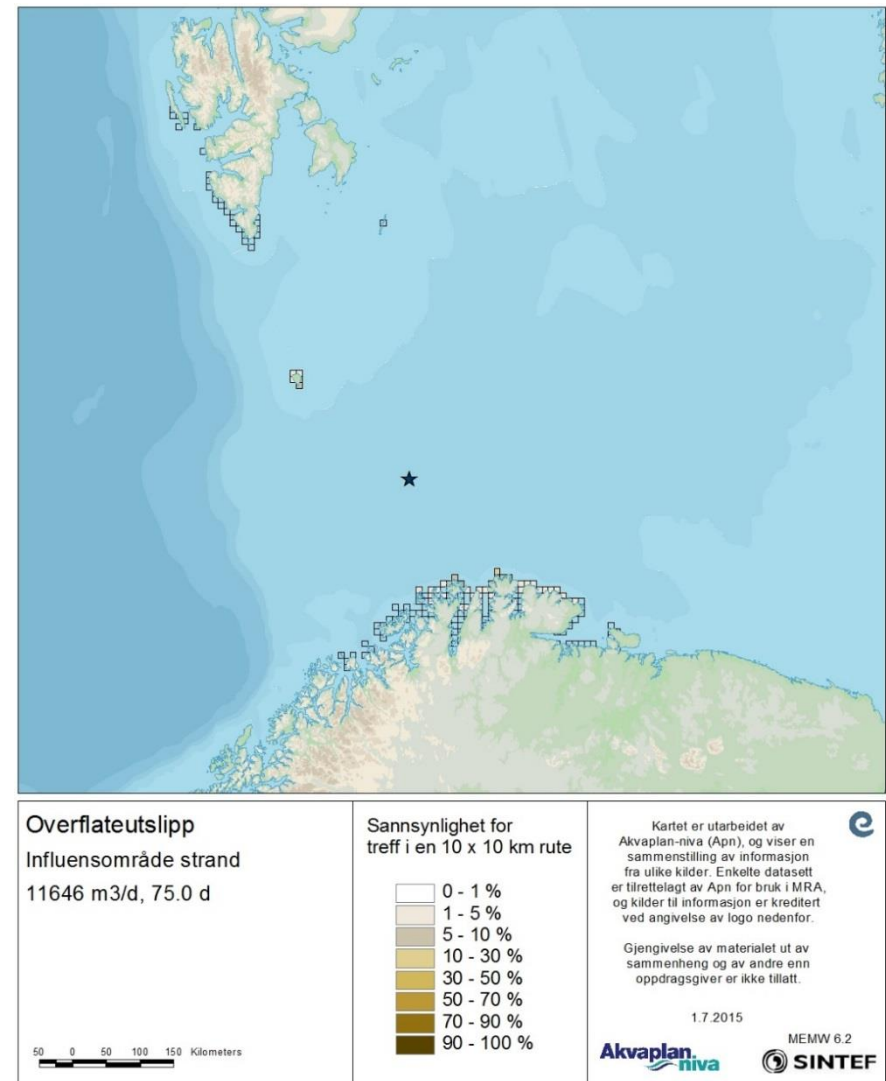 Overflateutslipp
Influensområde strand
11646 m3/d, 75.0 d
50 0 50 100 150 Kilometers
Sannsynlighet for
treff i en 10 x 10 km rute
0 - 1 %
1 - 5 %
5 - 10 %
10 - 30 %
30 - 50 %
50 - 70 %
70 - 90 %
90 - 100 %
Kartet er utarbeidet av
Akvaplan-niva (Apn), og viser en
sammenstilling av informasjon
fra ulike kilder. Enkelte datasett
er tilrettelagt av Apn for bruk i MRA,
og kilder til informasjon er kreditert
ved angivelse av logo nedenfor.
Gjengivelse av materialet ut av
sammenheng og av andre enn
oppdragsgiver er ikke tillatt.
1.7.2015
MEMW 6.2
Akvaplan
niva
SINTEF